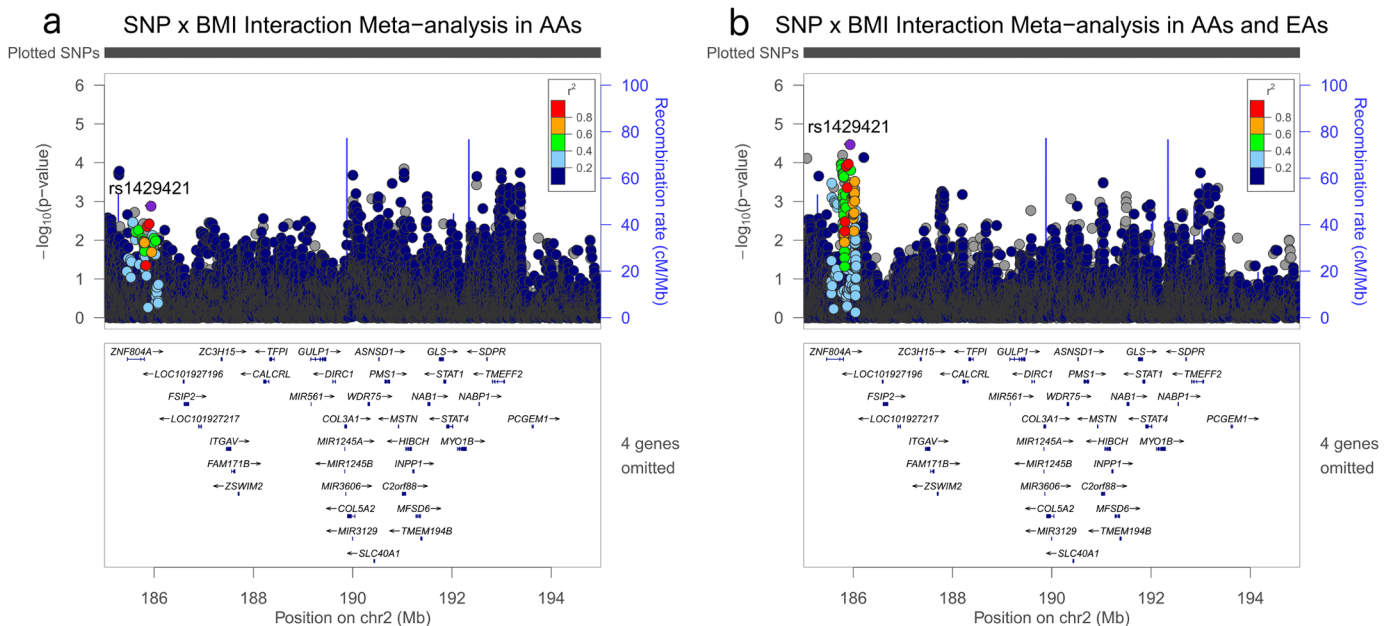 a SNP x BMI Interaction Meta−analysis in AAs
Plotted SNPs
6
5
4
3
2
1
0
−log10(p−value)
rs1429421
r2
0.8
0.6
0.4
0.2
100
80
60
40
20
0
Recombination rate (cM/Mb)
ZNF804A→ ZC3H15→ ←TFPI GULP1→ ASNSD1→ GLS→ ←SDPR
←LOC101927196 ←CALCRL ←DIRC1 PMS1→ ←STAT1 ←TMEFF2
FSIP2→ MIR561→ WDR75→ NAB1→ NABP1→
←LOC101927217 COL3A1→ ←MSTN ←STAT4 PCGEM1→
ITGAV→ MIR1245A→ ←HIBCH MYO1B→
FAM171B→ MIR1245B→ INPP1→
←ZSWIM2 MIR3606→ C2orf88→
←COL5A2 MFSD6→
←MIR3129 ←TMEM194B
←SLC40A1
4 genes
omitted
186 188 190 192 194
Position on chr2 (Mb)
b SNP x BMI Interaction Meta−analysis in AAs and EAs
Plotted SNPs
6
5
4
3
2
1
0
−log10(p−value)
rs1429421
r2
0.8
0.6
0.4
0.2
100
80
60
40
20
0
Recombination rate (cM/Mb)
ZNF804A→ ZC3H15→ ←TFPI GULP1→ ASNSD1→ GLS→ ←SDPR
←LOC101927196 ←CALCRL ←DIRC1 PMS1→ ←STAT1 ←TMEFF2
FSIP2→ MIR561→ WDR75→ NAB1→ NABP1→
←LOC101927217 COL3A1→ ←MSTN ←STAT4 PCGEM1→
ITGAV→ MIR1245A→ ←HIBCH MYO1B→
FAM171B→ MIR1245B→ INPP1→
←ZSWIM2 MIR3606→ C2orf88→
←COL5A2 MFSD6→
←MIR3129 ←TMEM194B
←SLC40A1
4 genes
omitted
186 188 190 192 194
Position on chr2 (Mb)